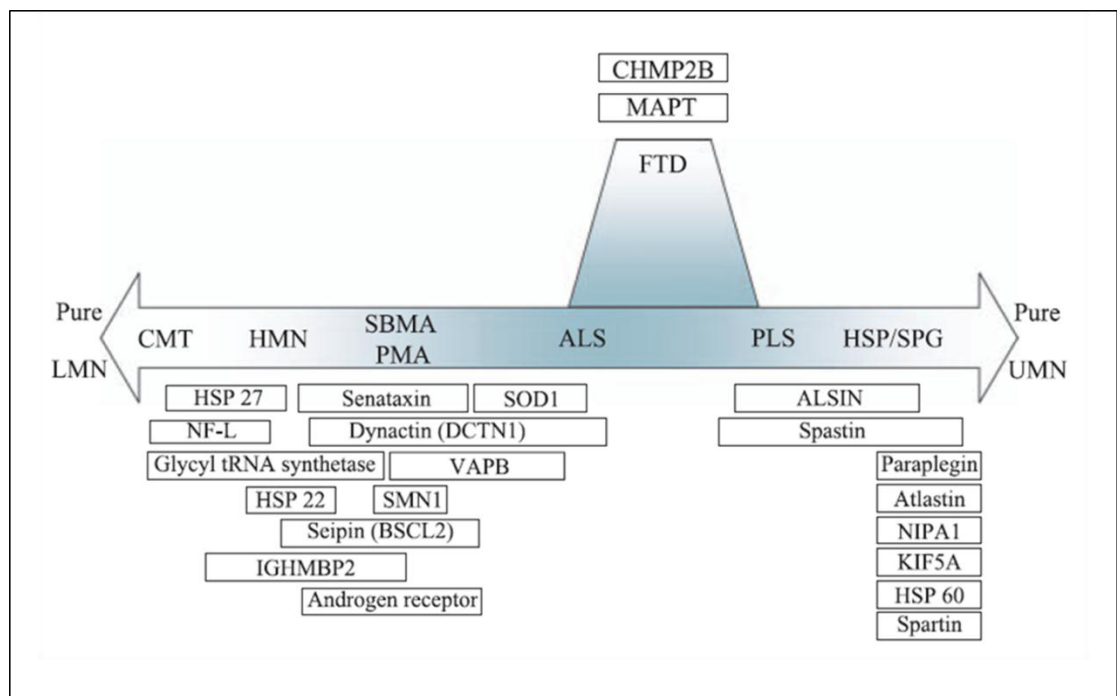 CHMP2B
MAPT
FTD
Pure
LMN
CMT
HMN
SBMA
PMA
ALS
PLS
HSP/SPG
Pure
UMN
HSP 27
Senataxin
SOD1
ALSIN
NF-L
Dynactin (DCTN1)
Spastin
Glycyl tRNA synthetase
VAPB
Paraplegin
HSP 22
SMN1
Atlastin
Seipin (BSCL2)
NIPA1
IGHMBP2
KIF5A
Androgen receptor
HSP 60
Spartin